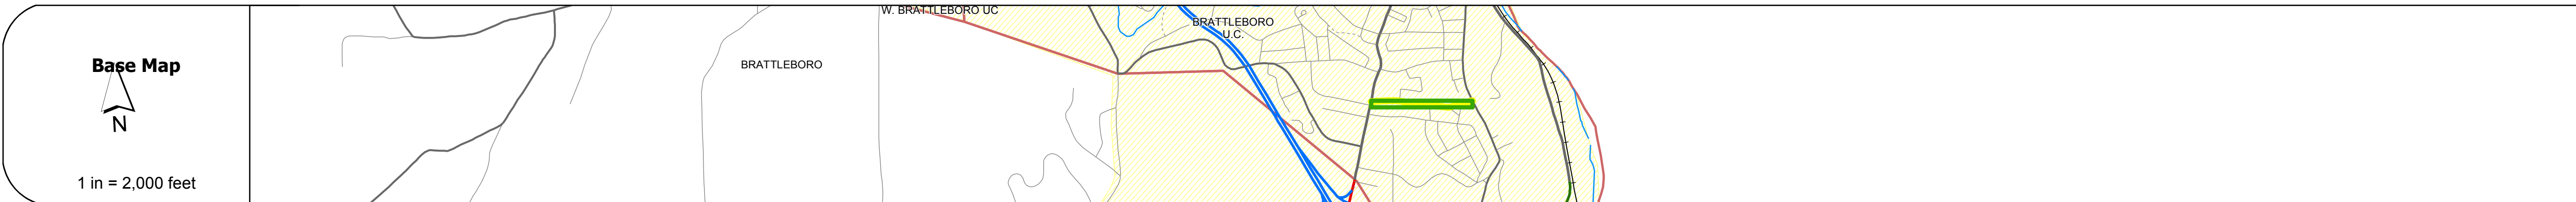 W. BRATTLEBORO UC
BRATTLEBORO
U.C.
Base Map
BRATTLEBORO
N
1 in = 2,000 feet